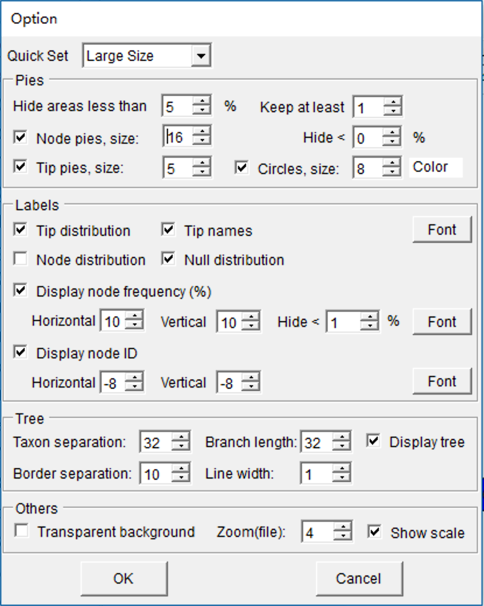 Option
Quick Set Large Size
Pies
Hide areas less than 5 % Keep at least 1
Node pies, size: 16 Hide < 0 %
Tip pies, size: 5 Circles, size: 8 Color
Labels
Tip distribution Tip names Font
Node distribution Null distribution
Display node frequency (%)
Horizontal 10 Vertical 10 Hide < 1 % Font
Display node ID
Horizontal -8 Vertical -8 Font
Tree
Taxon separation: 32 Branch length: 32 Display tree
Border separation: 10 Line width: 1
Others
Transparent background Zoom(file): 4 Show scale
OK Cancel